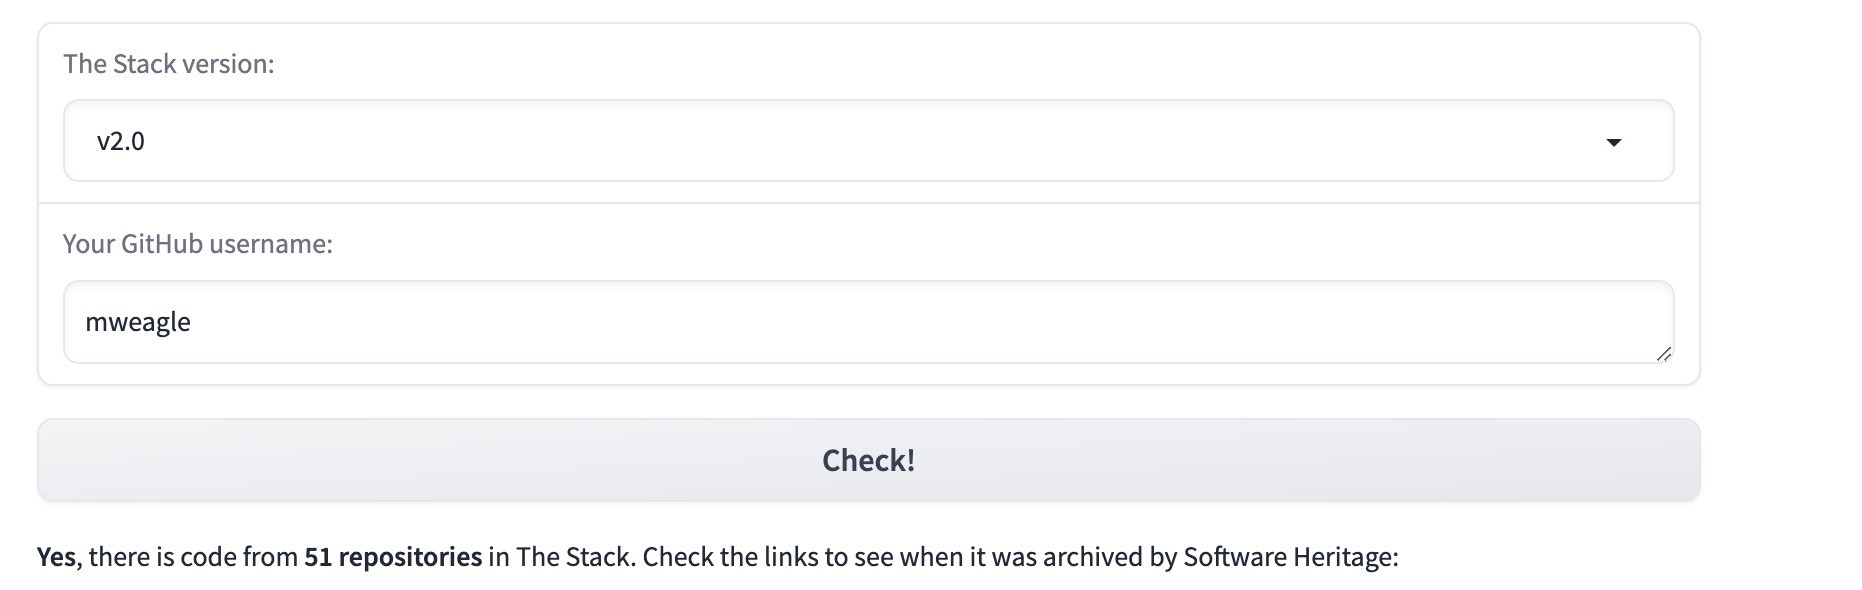 The Stack version:
v2.0
Your GitHub username:
mweagle
Check!
Yes, there is code from 51 repositories in The Stack. Check the links to see when it was archived by Software Heritage: